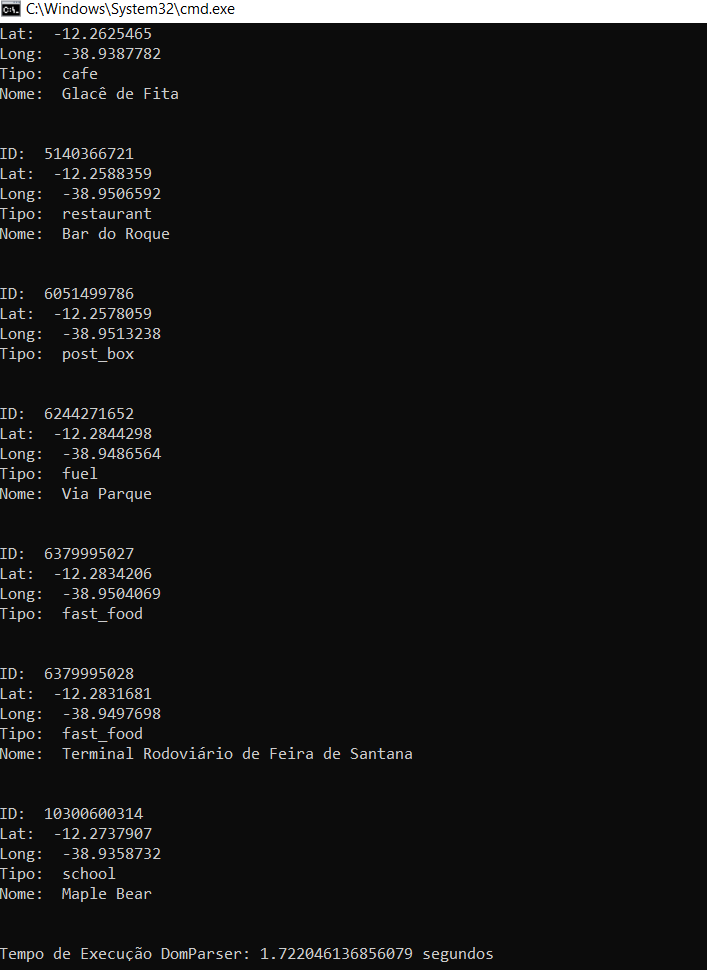 C:\Windows\System32\cmd.exe
Lat:  -12.2625465
Long:  -38.9387782
Tipo:  cafe
Nome:  Glacê de Fita
ID:  5140366721
Lat:  -12.2588359
Long:  -38.9506592
Tipo:  restaurant
Nome:  Bar do Roque
ID:  6051499786
Lat:  -12.2578059
Long:  -38.9513238
Tipo:  post_box
ID:  6244271652
Lat:  -12.2844298
Long:  -38.9486564
Tipo:  fuel
Nome:  Via Parque
ID:  6379995027
Lat:  -12.2834206
Long:  -38.9504069
Tipo:  fast_food
ID:  6379995028
Lat:  -12.2831681
Long:  -38.9497698
Tipo:  fast_food
Nome:  Terminal Rodoviário de Feira de Santana
ID:  10300600314
Lat:  -12.2737907
Long:  -38.9358732
Tipo:  school
Nome:  Maple Bear
Tempo de Execução DomParser: 1.722046136856079 segundos